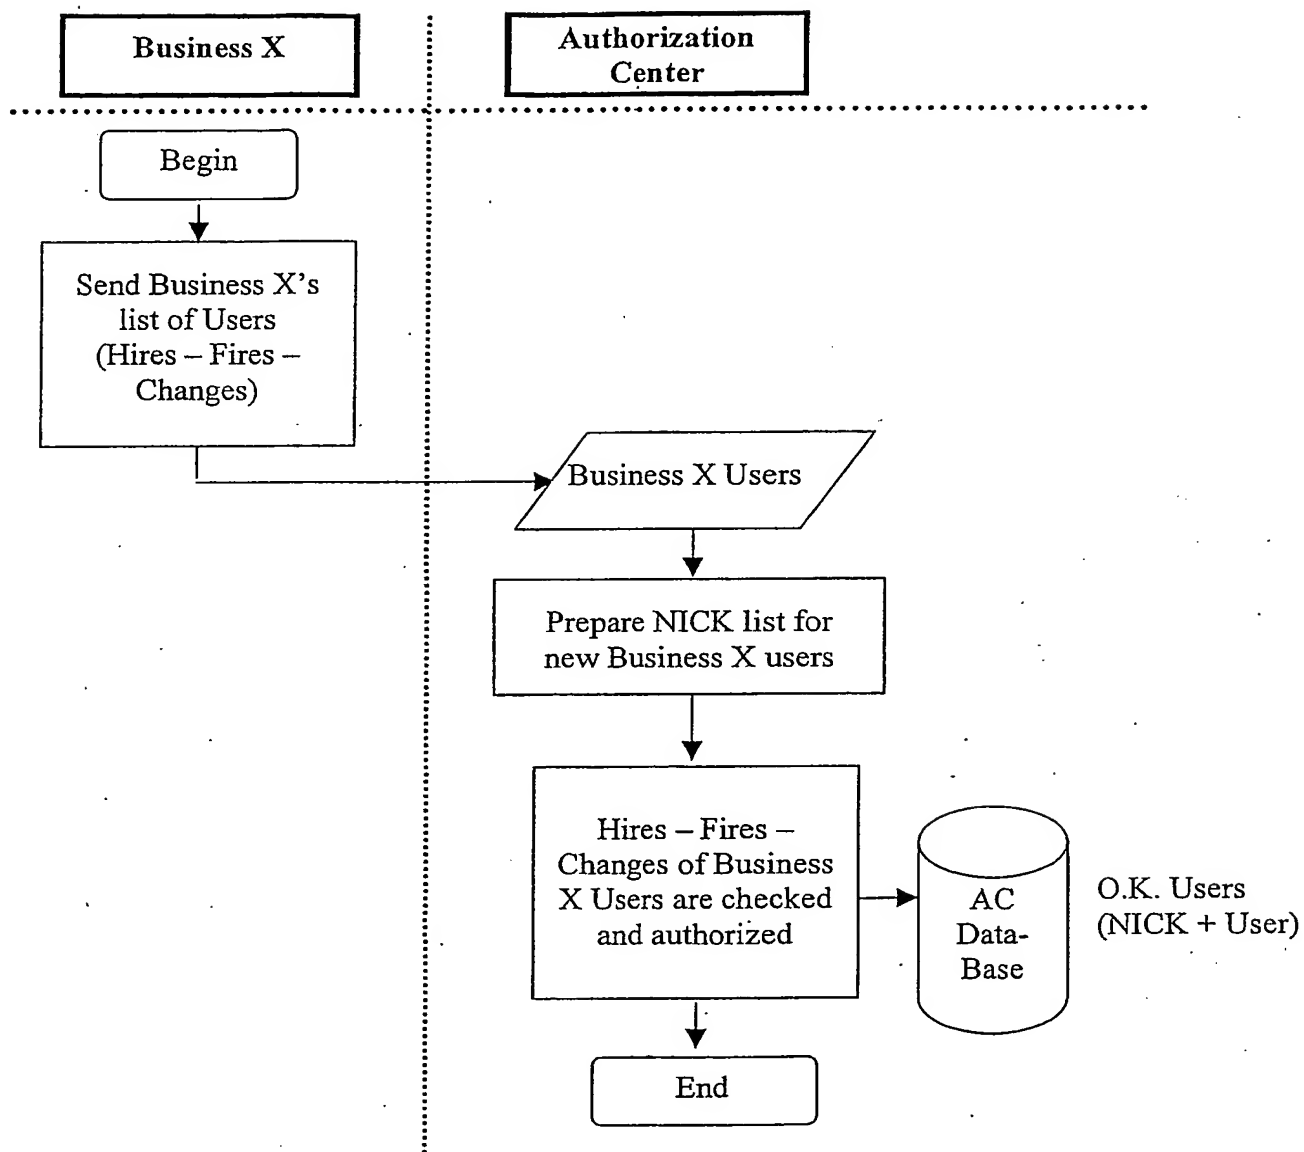 Business X
Authorization
Center
Begin
Send Business X's
list of Users
(Hires – Fires –
Changes)
Business X Users
Prepare NICK list for
new Business X users
Hires – Fires –
Changes of Business
X Users are checked
and authorized
AC
Data-
Base
O.K. Users
(NICK + User)
End